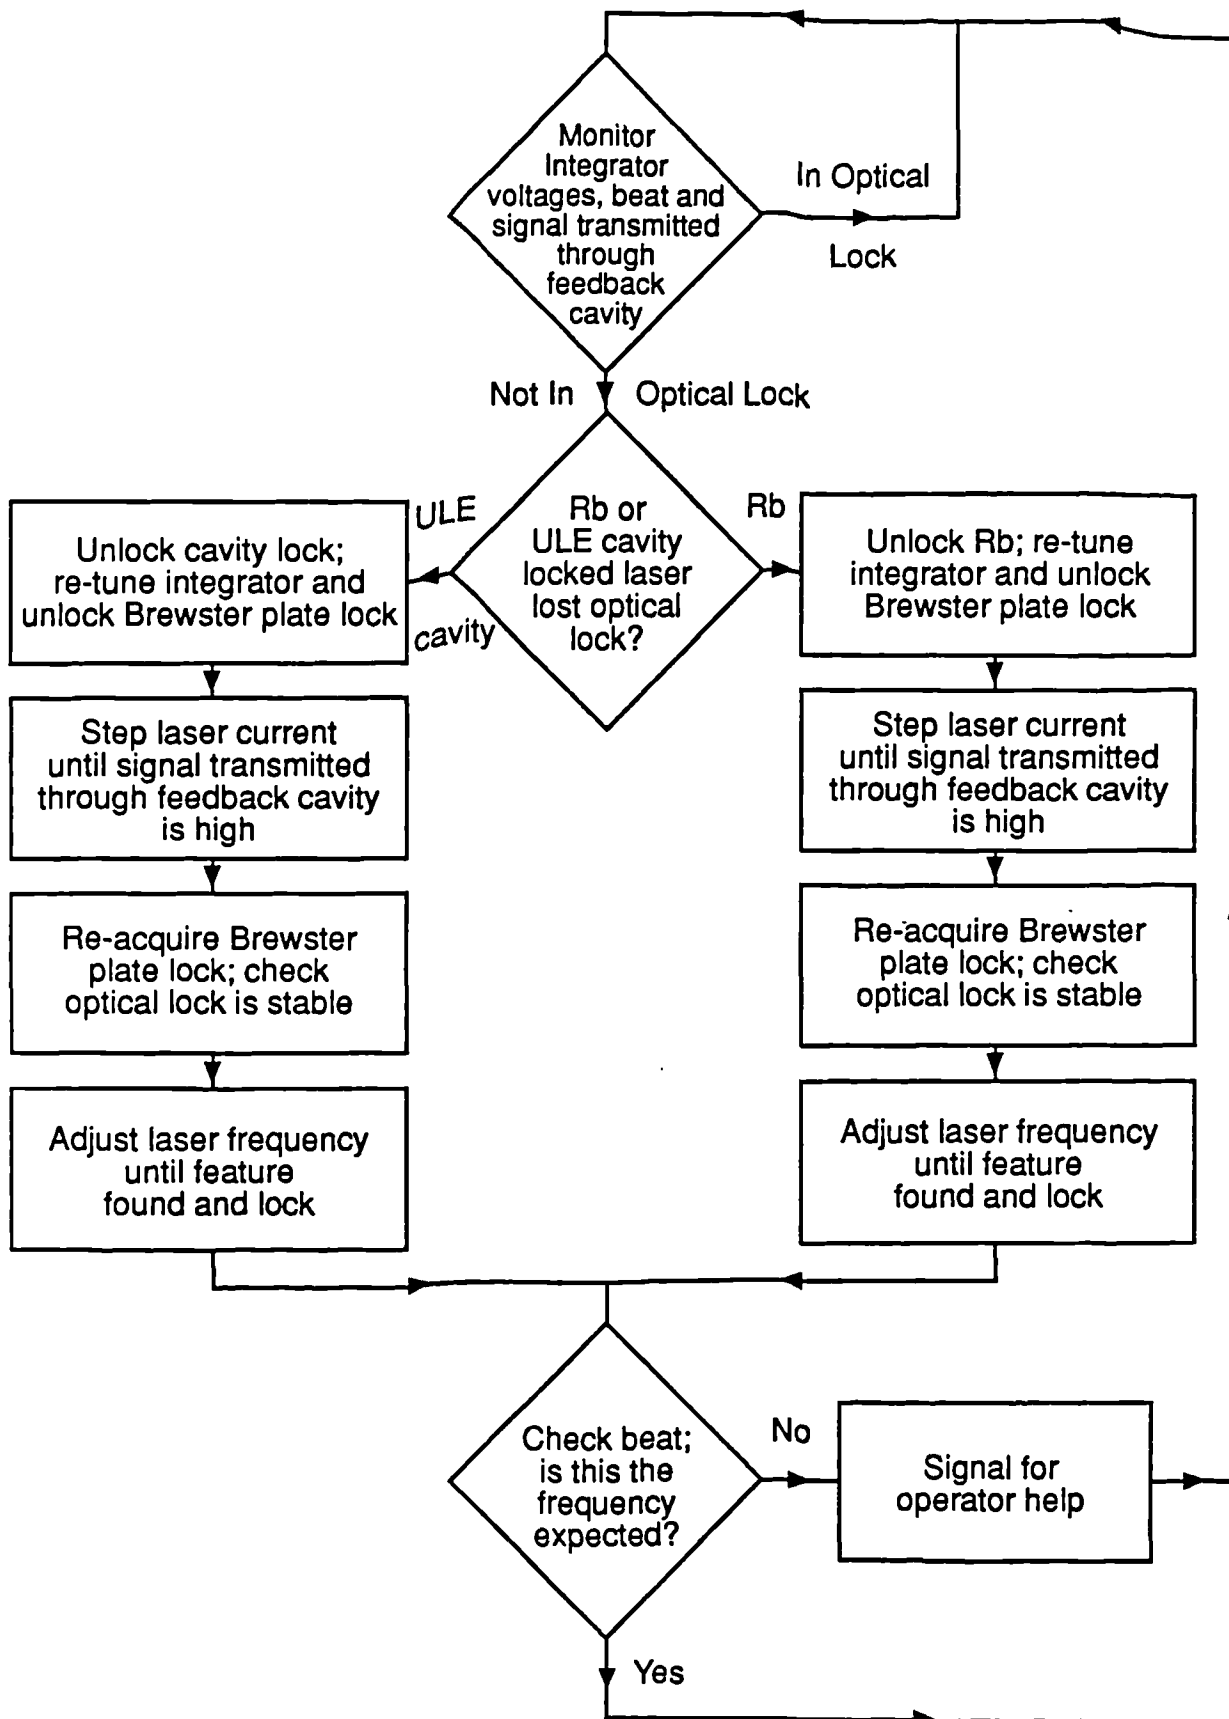 Monitor
Integrator
voltages, beat and
signal transmitted
through
feedback
cavity
In Optical
Lock
Not In Optical Lock
Rb or
ULE cavity
locked laser
lost optical
lock?
ULE
cavity
Rb
Unlock cavity lock;
re-tune integrator and
unlock Brewster plate lock
Step laser current
until signal transmitted
through feedback cavity
is high
Re-acquire Brewster
plate lock; check
optical lock is stable
Adjust laser frequency
until feature
found and lock
Unlock Rb; re-tune
integrator and unlock
Brewster plate lock
Step laser current
until signal transmitted
through feedback cavity
is high
Re-acquire Brewster
plate lock; check
optical lock is stable
Adjust laser frequency
until feature
found and lock
Check beat;
is this the
frequency
expected?
No
Signal for
operator help
Yes